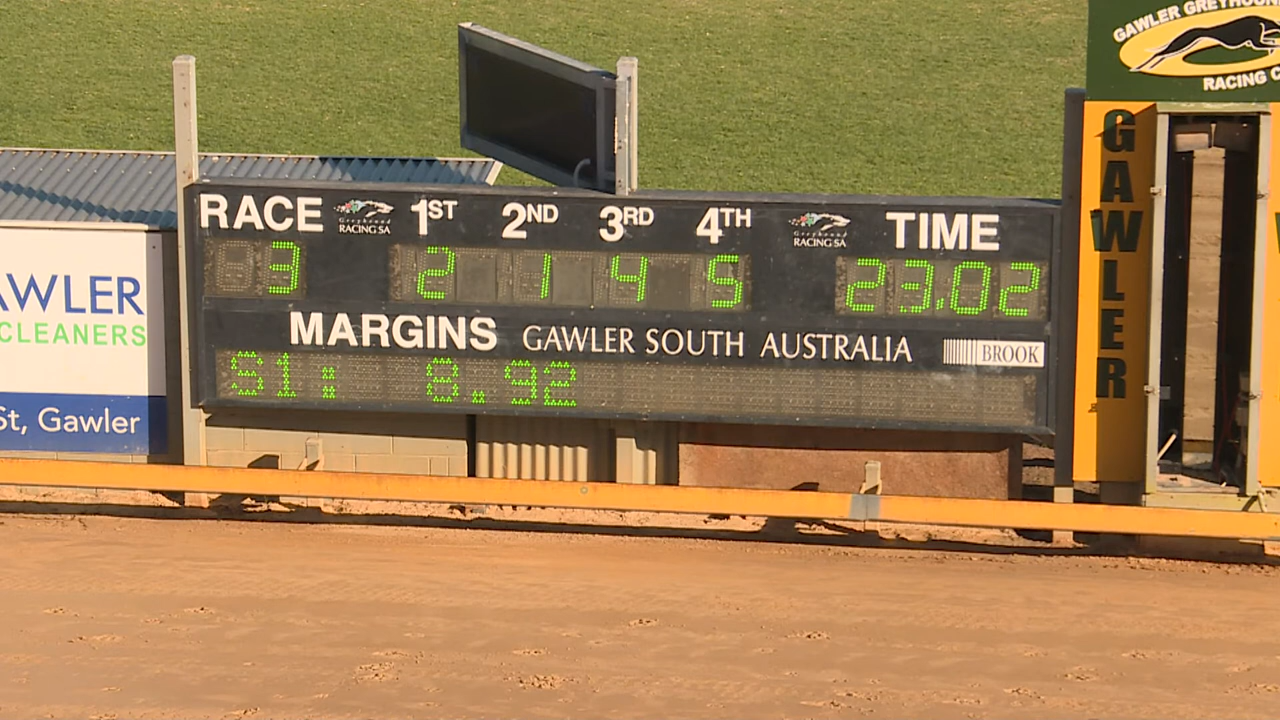 GAWLER GREYHOUN
RACING C
GAWLER
RACE
Greyhound
RACING SA
1ST 2ND 3RD 4TH
Greyhound
RACING SA
TIME
3 2 1 4 5 23.02
MARGINS GAWLER SOUTH AUSTRALIA BROOK
S1: 8.92
AWLER
CLEANERS
St, Gawler